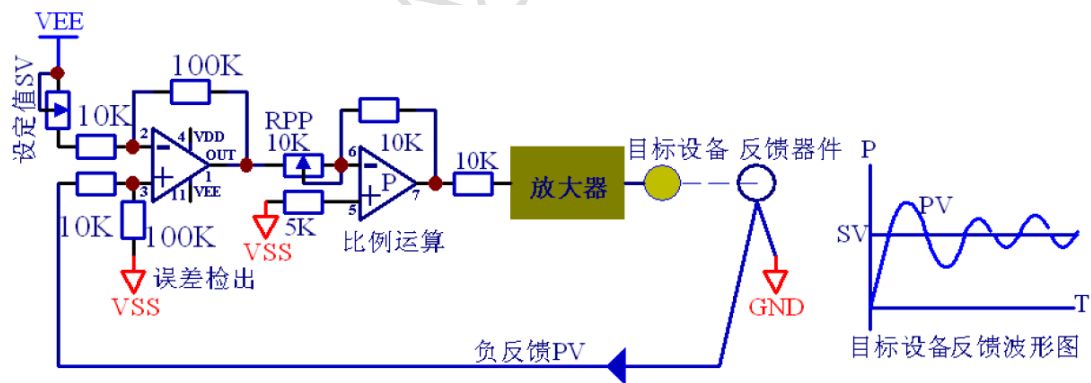 VEE
设定值SV
10K
100K
2
4
VDD
OUT
1
3
11
VEE
10K
100K
VSS
误差检出
RPP
10K
10K
6
P
7
5
5K
VSS
比例运算
10K
放大器
目标设备
反馈器件
GND
负反馈PV
P
PV
SV
T
目标设备反馈波形图